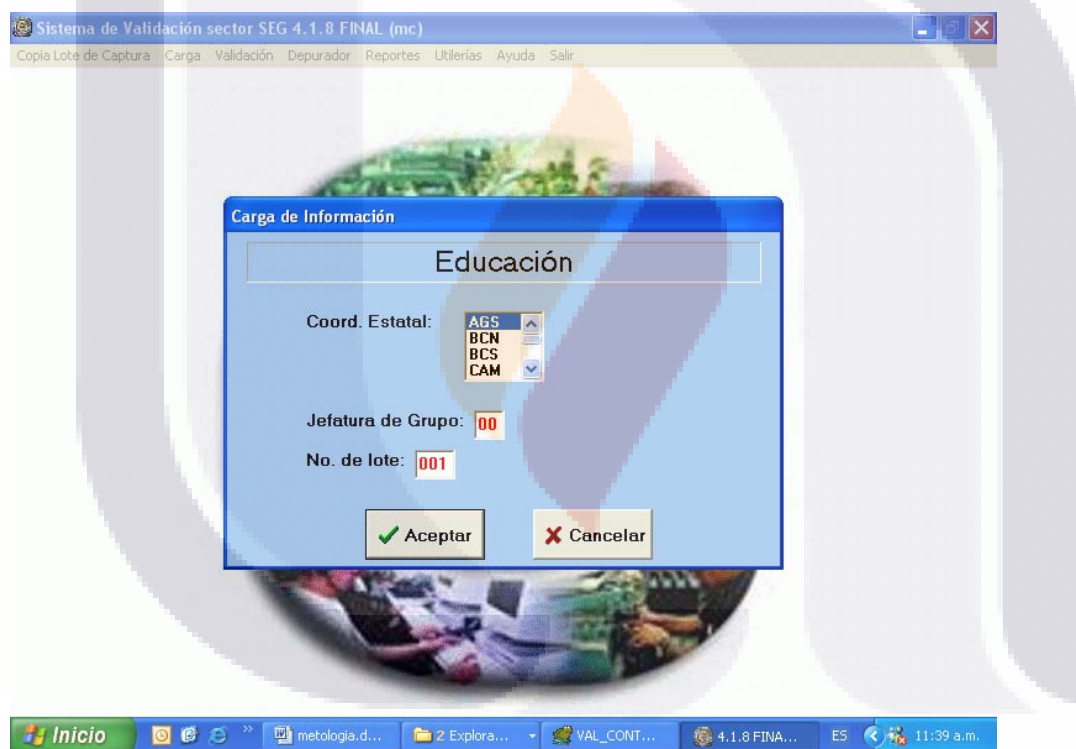 Sistema de Validación sector SEG 4.1.8 FINAL (mc)
Copia Lote de Captura Carga Validación Depurador Reportes Utilerías Ayuda Salir
Carga de Información
Educación
Coord. Estatal:
AGS
BCN
BCS
CAM
Jefatura de Grupo: 00
No. de lote: 001
Aceptar Cancelar
Inicio » metologia.d... 2 Explora... VAL_CONT... 4.1.8 FINA... ES 11:39 a.m.